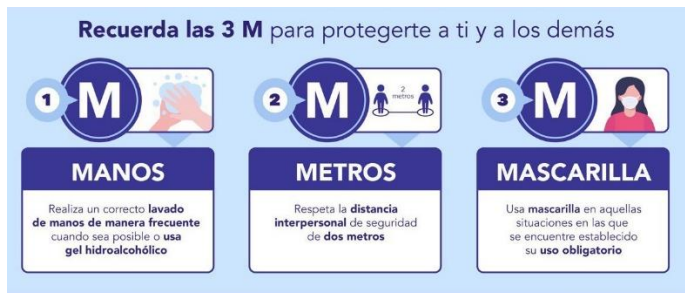 Recuerda las 3 M para protegerte a ti y a los demás
1 M
MANOS
Realiza un correcto lavado
de manos de manera frecuente
cuando sea posible o usa
gel hidroalcohólico
2 M
2
metros
METROS
Respeta la distancia
interpersonal de seguridad
de dos metros
3 M
MASCARILLA
Usa mascarilla en aquellas
situaciones en las que
se encuentre establecido
su uso obligatorio